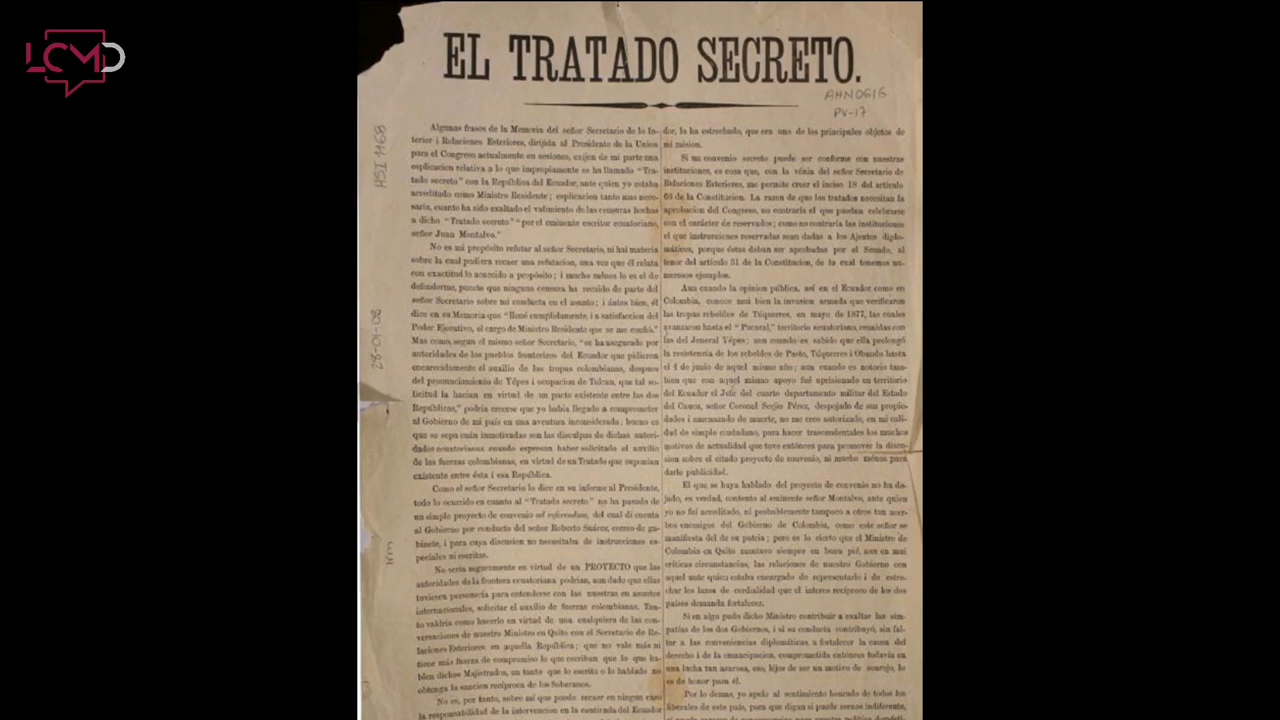 LCMD
EL TRATADO SECRETO.
AHN0616
PV-17
HSI 1168
28-01-08
1rm
Algunas frases de la Memoria del señor Secretario de lo In-
terior i Relaciones Esteriores, dirijida al Presidente de la Union
para el Congreso actualmente en sesiones, exijen de mi parte una
esplicacion relativa a lo que impropiamente se ha llamado "Tra-
tado secreto" con la República del Ecuador, ante quien yo estaba
acreditado como Ministro Residente; esplicacion tanto mas nece-
saria, cuanto ha sido exaltado el valimiento de las censuras hechas
a dicho "Tratado secreto" "por el eminente escritor ecuatoriano,
señor Juan Montalvo."
No es mi propósito refutar al señor Secretario, ni hai materia
sobre la cual pudiera recaer una refutacion, una vez que él relata
con exactitud lo acaecido a propósito; i mucho ménos lo es el de
defenderme, puesto que ninguna censura ha recaido de parte del
señor Secretario sobre mi conducta en el asunto; i ántes bien, él
dice en su Memoria que "llené cumplidamente, i a satisfaccion del
Poder Ejecutivo, el cargo de Ministro Residente que se me confió."
Mas como, segun el mismo señor Secretario, "se ha asegurado por
autoridades de los pueblos fronterizos del Ecuador que pidieron
encarecidamente el auxilio de las tropas colombianas, despues
del pronunciamiento de Yépes i ocupacion de Tulcan, que tal so-
licitud la hacian en virtud de un pacto existente entre las dos
Repúblicas," podria creerse que yo habia llegado a comprometer
al Gobierno de mi pais en una aventura inconsiderada: bueno es
que se sepa cuán inmotivadas son las disculpas de dichas autori-
dades ecuatorianas cuando espresan haber solicitado el auxilio
de las fuerzas colombianas, en virtud de un Tratado que suponian
existente entre ésta i esa República.
Como el señor Secretario lo dice en su informe al Presidente,
todo lo ocurrido en cuanto al "Tratado secreto" no ha pasado de
un simple proyecto de convenio ad referendum, del cual di cuenta
al Gobierno por conducto del señor Roberto Suárez, correo de ga-
binete, i para cuya discusion no necesitaba de instrucciones es-
peciales ni escritas.
No seria seguramente en virtud de un PROYECTO que las
autoridades de la frontera ecuatoriana podrian, aun dado que ellas
tuviesen personería para entenderse con las nuestras en asuntos
internacionales, solicitar el auxilio de fuerzas colombianas. Tan-
to valdria como hacerlo en virtud de una cualquiera de las con-
versaciones de nuestro Ministro en Quito con el Secretario de Re-
laciones Esteriores en aquella República; que no vale mas ni
tiene mas fuerza de compromiso lo que escriban que lo que ha-
blen dichos Majistrados, en tanto que lo escrito o lo hablado no
obtenga la sancion recíproca de los Soberanos.
No es, por tanto, sobre mí que puede recaer en ningun caso
la responsabilidad de la intervencion en la contienda del Ecuador
dor, la ha estrechado, que era uno de los principales objetos de
mi mision.
Si un convenio secreto puede ser conforme con nuestras
instituciones, es cosa que, con la vénia del señor Secretario de
Relaciones Esteriores, me permite creer el inciso 18 del artículo
66 de la Constitucion. La razon de que los tratados necesitan la
aprobacion del Congreso, no contraría el que puedan celebrarse
con el carácter de reservados; como no contraría las instituciones
el que instrucciones reservadas sean dadas a los Ajentes diplo-
máticos, porque éstas deban ser aprobadas por el Senado, al
tenor del artículo 51 de la Constitucion, de la cual tenemos nu-
merosos ejemplos.
Aun cuando la opinion pública, así en el Ecuador como en
Colombia, conoce mui bien la invasion armada que verificaron
las tropas rebeldes de Túquerres, en mayo de 1877, las cuales
avanzaron hasta el "Pucará," territorio ecuatoriano, reunidas con
las del Jeneral Yépes; aun cuando es sabido que ella prolongó
la resistencia de los rebeldes de Pasto, Túquerres i Obando hasta
el 4 de junio de aquel mismo año; aun cuando es notorio tam-
bien que con aquel mismo apoyo fué aprisionado en territorio
del Ecuador el Jefe del cuarto departamento militar del Estado
del Cauca, señor Coronel Serjio Pérez, despojado de sus propie-
dades i amenazado de muerte, no me creo autorizado, en mi cali-
dad de simple ciudadano, para hacer trascendentales los muchos
motivos de actualidad que tuve entónces para promover la discu-
sion sobre el citado proyecto de convenio, ni mucho ménos para
darle publicidad.
El que se haya hablado del proyecto de convenio no ha de-
jado, es verdad, contento al eminente señor Montalvo, ante quien
yo no fuí acreditado, ni probablemente tampoco a otros tan acer-
bos enemigos del Gobierno de Colombia, como este señor se
manifiesta del de su patria; pero es lo cierto que el Ministro de
Colombia en Quito mantuvo siempre en buen pié, aun en mui
críticas circunstancias, las relaciones de nuestro Gobierno con
aquel ante quien estaba encargado de representarlo i de estre-
char los lazos de cordialidad que el interes recíproco de los dos
paises demanda fortalecer.
Si en algo pudo dicho Ministro contribuir a exaltar las sim-
patías de los dos Gobiernos, i si su conducta contribuyó, sin fal-
tar a las conveniencias diplomáticas, a fortalecer la causa del
derecho i de la emancipacion, comprometida entónces todavía en
una lucha tan azarosa, eso, léjos de ser un motivo de sonrojo, lo
es de honor para él.
Por lo demas, yo apelo al sentimiento honrado de todos los
liberales de este pais, para que digan si puede sernos indiferente,